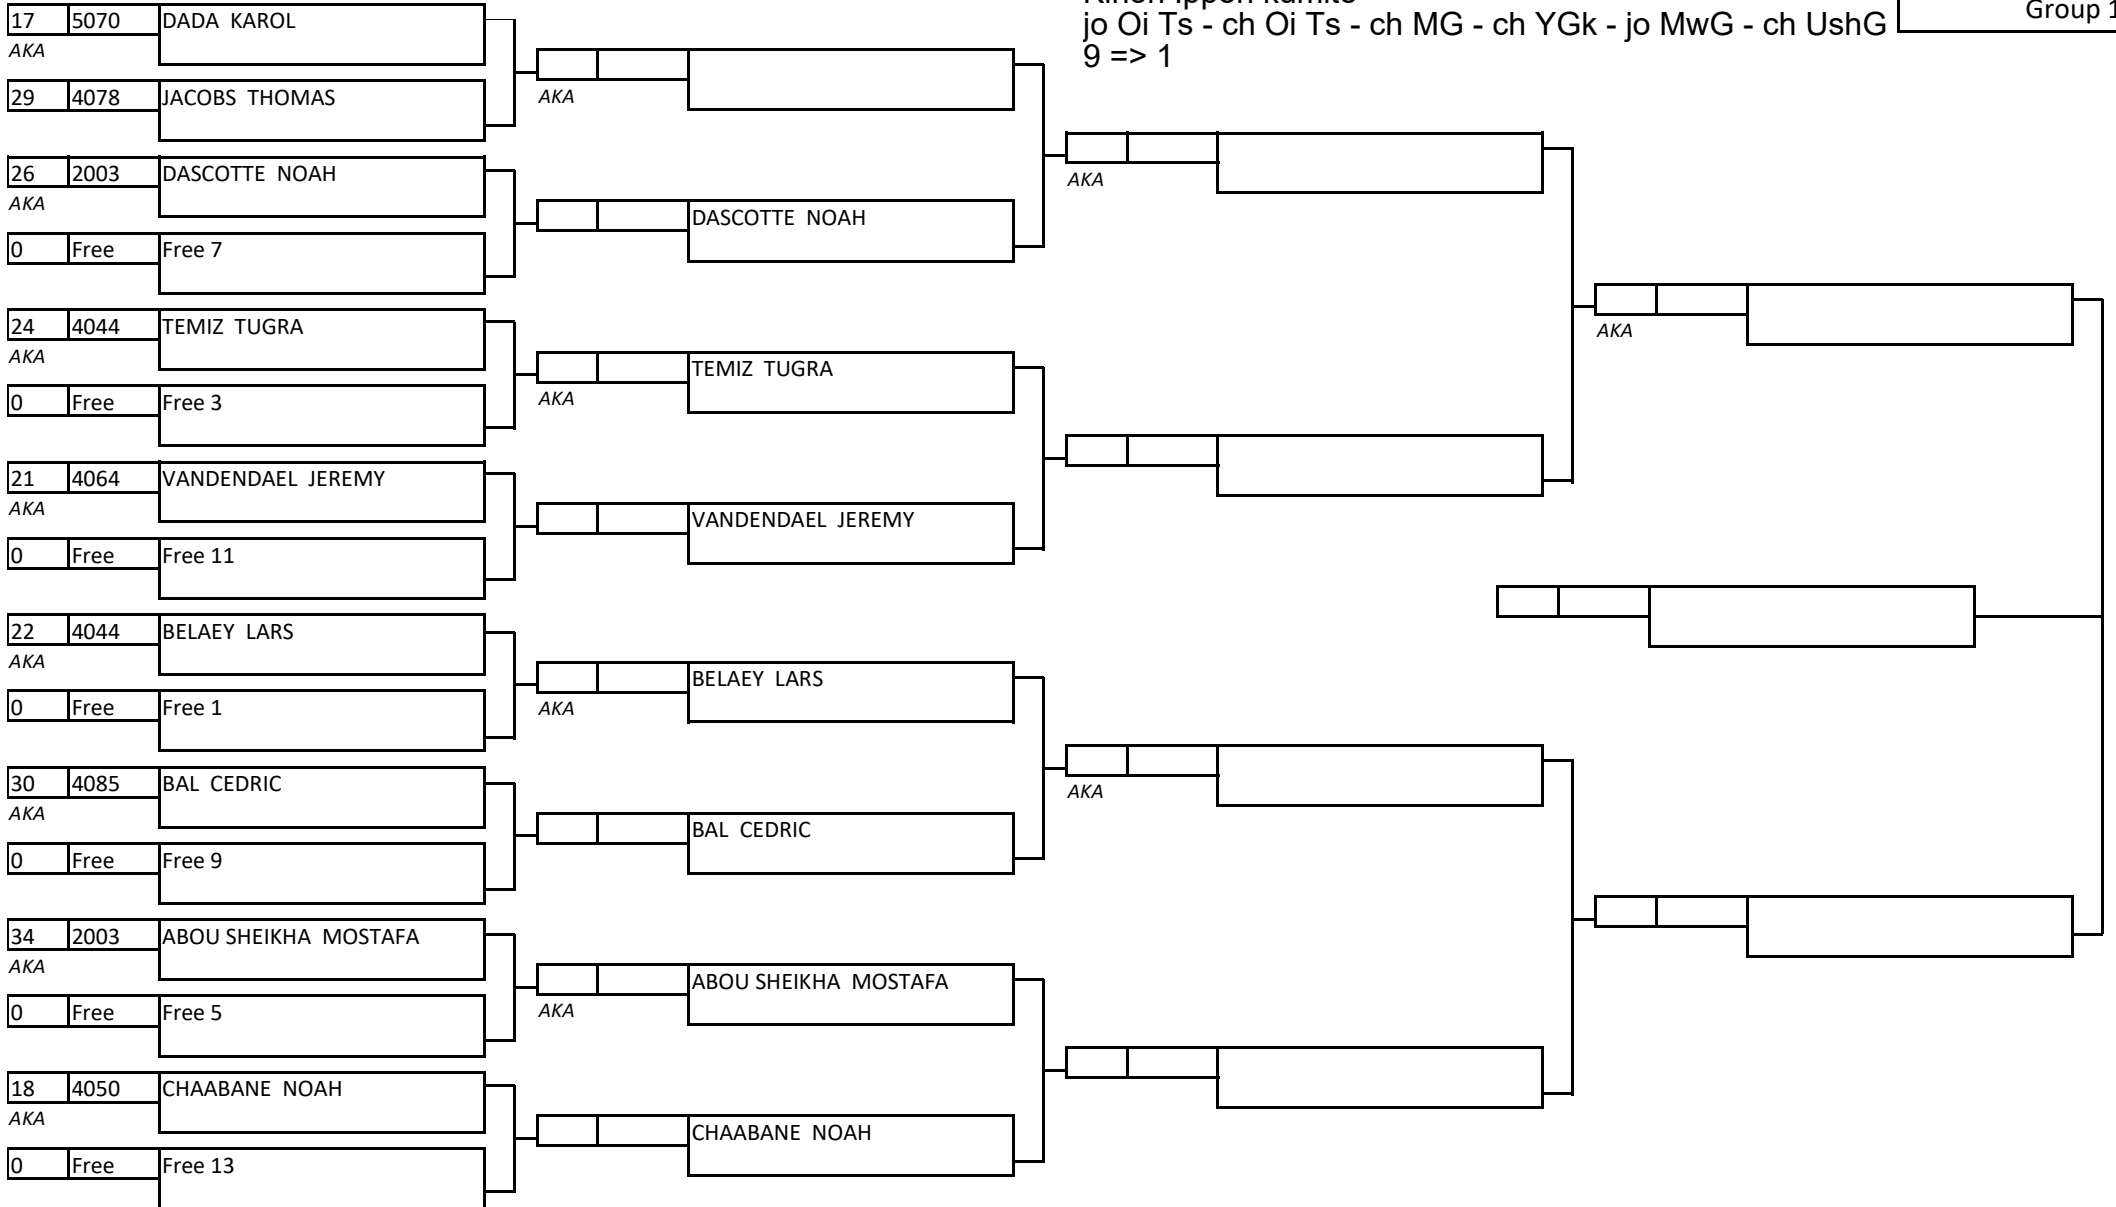 Kihon Ippon kumite
jo Oi Ts - ch Oi Ts - ch MG - ch YGk - jo MwG - ch UshG
9 => 1
Group 1
17 5070 DADA KAROL
AKA
29 4078 JACOBS THOMAS
26 2003 DASCOTTE NOAH
AKA
0 Free Free 7
24 4044 TEMIZ TUGRA
AKA
0 Free Free 3
21 4064 VANDENDAEL JEREMY
AKA
0 Free Free 11
22 4044 BELAEY LARS
AKA
0 Free Free 1
30 4085 BAL CEDRIC
AKA
0 Free Free 9
34 2003 ABOU SHEIKHA MOSTAFA
AKA
0 Free Free 5
18 4050 CHAABANE NOAH
AKA
0 Free Free 13
AKA
DASCOTTE NOAH
TEMIZ TUGRA
AKA
VANDENDAEL JEREMY
BELAEY LARS
AKA
BAL CEDRIC
ABOU SHEIKHA MOSTAFA
AKA
CHAABANE NOAH
AKA
AKA
AKA